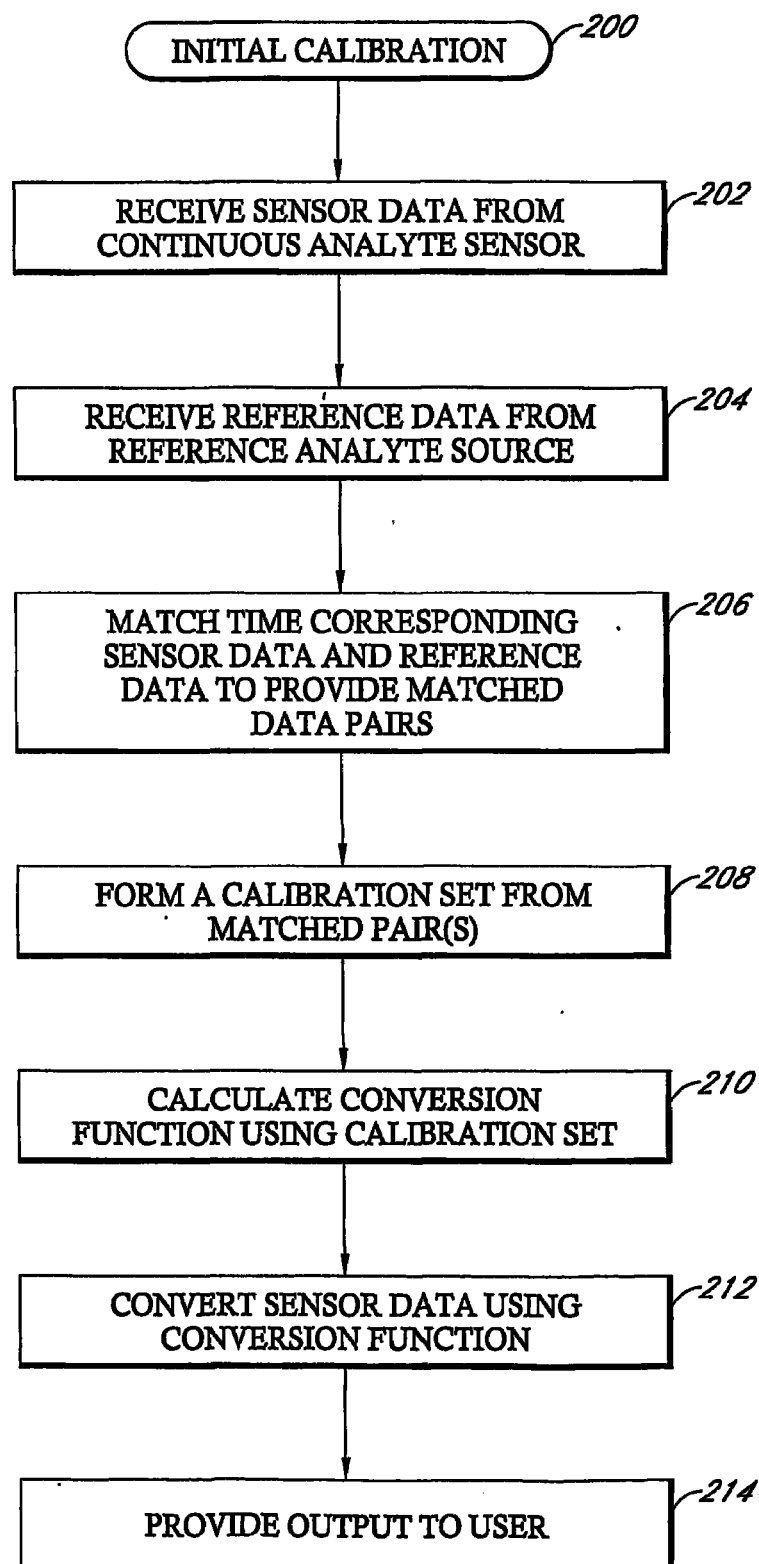 INITIAL CALIBRATION
200
RECEIVE SENSOR DATA FROM
CONTINUOUS ANALYTE SENSOR
202
RECEIVE REFERENCE DATA FROM
REFERENCE ANALYTE SOURCE
204
MATCH TIME CORRESPONDING
SENSOR DATA AND REFERENCE
DATA TO PROVIDE MATCHED
DATA PAIRS
206
FORM A CALIBRATION SET FROM
MATCHED PAIR(S)
208
CALCULATE CONVERSION
FUNCTION USING CALIBRATION SET
210
CONVERT SENSOR DATA USING
CONVERSION FUNCTION
212
PROVIDE OUTPUT TO USER
214